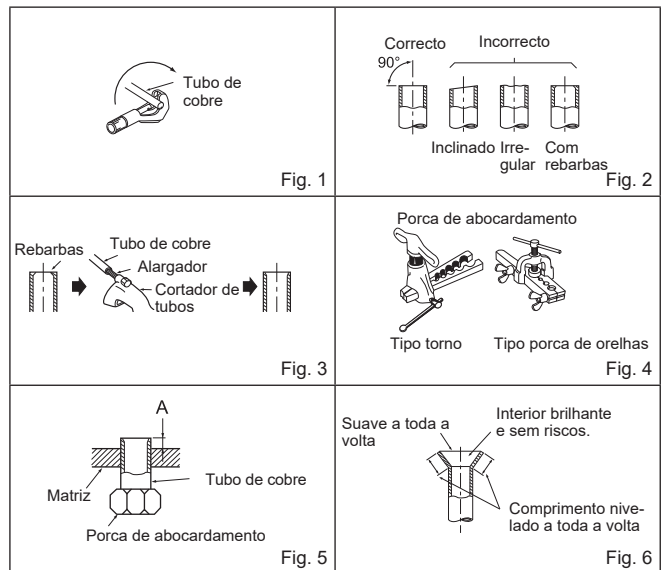 Tubo de
cobre
Fig. 1
Correcto
Incorrecto
90°
Inclinado
Irre-
gular
Com
rebarbas
Fig. 2
Rebarbas
Tubo de cobre
Alargador
Cortador de
tubos
Fig. 3
Porca de abocardamento
Tipo torno
Tipo porca de orelhas
Fig. 4
A
Matriz
Tubo de cobre
Porca de abocardamento
Fig. 5
Suave a toda a
volta
Interior brilhante
e sem riscos.
Comprimento nive-
lado a toda a volta
Fig. 6